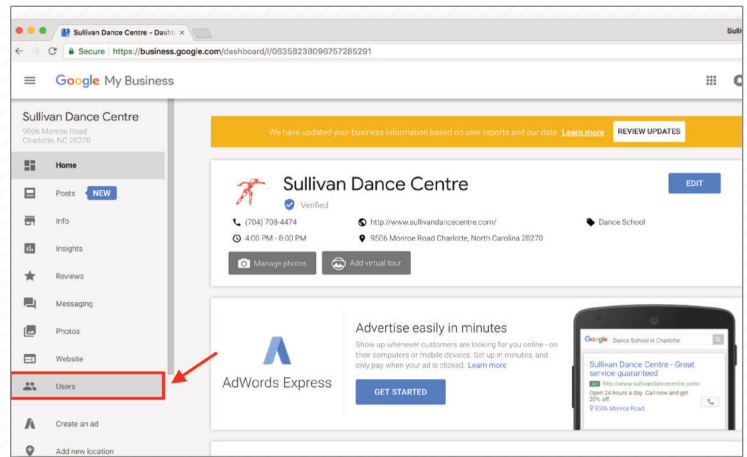 Sullivan Dance Centre - Dashb
Sulliv
Secure | https://business.google.com/dashboard/l/06358238096757285291
Google My Business
Sullivan Dance Centre
9506 Monroe Road
Charlotte, NC 28270
Home
Posts NEW
Info
Insights
Reviews
Messaging
Photos
Website
Users
Create an ad
Add new location
We have updated your business information based on user reports and our data. Learn more REVIEW UPDATES
Sullivan Dance Centre
EDIT
Verified
(704) 708-4474 http://www.sullivandancecentre.com/ Dance School
4:00 PM - 8:00 PM 9506 Monroe Road Charlotte, North Carolina 28270
Manage photos Add virtual tour
AdWords Express
Advertise easily in minutes
Show up whenever customers are looking for you online - on
their computers or mobile devices. Set up in minutes, and
only pay when your ad is clicked. Learn more
GET STARTED
Google Dance School in Charlotte
Sullivan Dance Centre - Great
service guaranteed
Ad http://www.sullivandancecentre.com/
Open 24 hours a day. Call now and get
20% off.
9506 Monroe Road